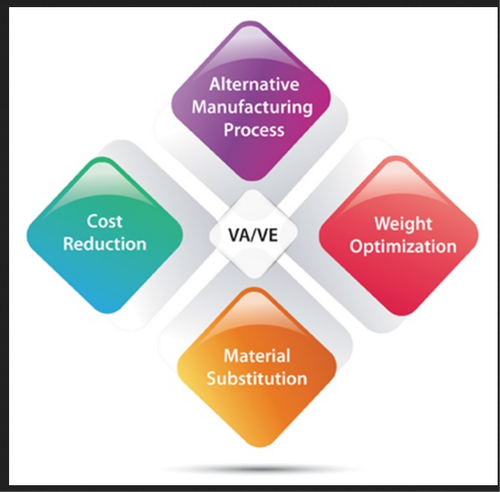 Alternative
Manufacturing
Process
Cost
Reduction
VA/VE
Weight
Optimization
Material
Substitution